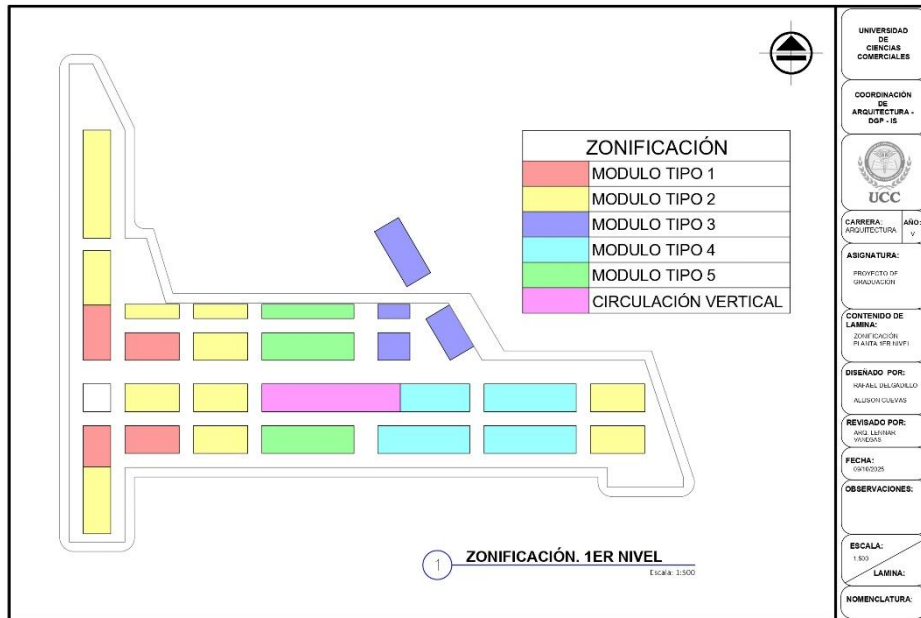 ZONIFICACIÓN
MODULO TIPO 1
MODULO TIPO 2
MODULO TIPO 3
MODULO TIPO 4
MODULO TIPO 5
CIRCULACIÓN VERTICAL
1
ZONIFICACIÓN. 1ER NIVEL
Escala: 1:500
UNIVERSIDAD
DE
CIENCIAS
COMERCIALES
COORDINACIÓN
DE
ARQUITECTURA -
DGP - IS
UCC
CARRERA:
ARQUITECTURA
AÑO:
V
ASIGNATURA:
PROYECTO DE
GRADUACIÓN
CONTENIDO DE
LAMINA:
ZONIFICACIÓN
PLANTA 1ER NIVEL
DISEÑADO POR:
RAFAEL DELGADILLO
ALLISON CUEVAS
REVISADO POR:
ARQ. LENNAR
FECHA:
OBSERVACIONES:
ESCALA:
1:500
LAMINA:
NOMENCLATURA: